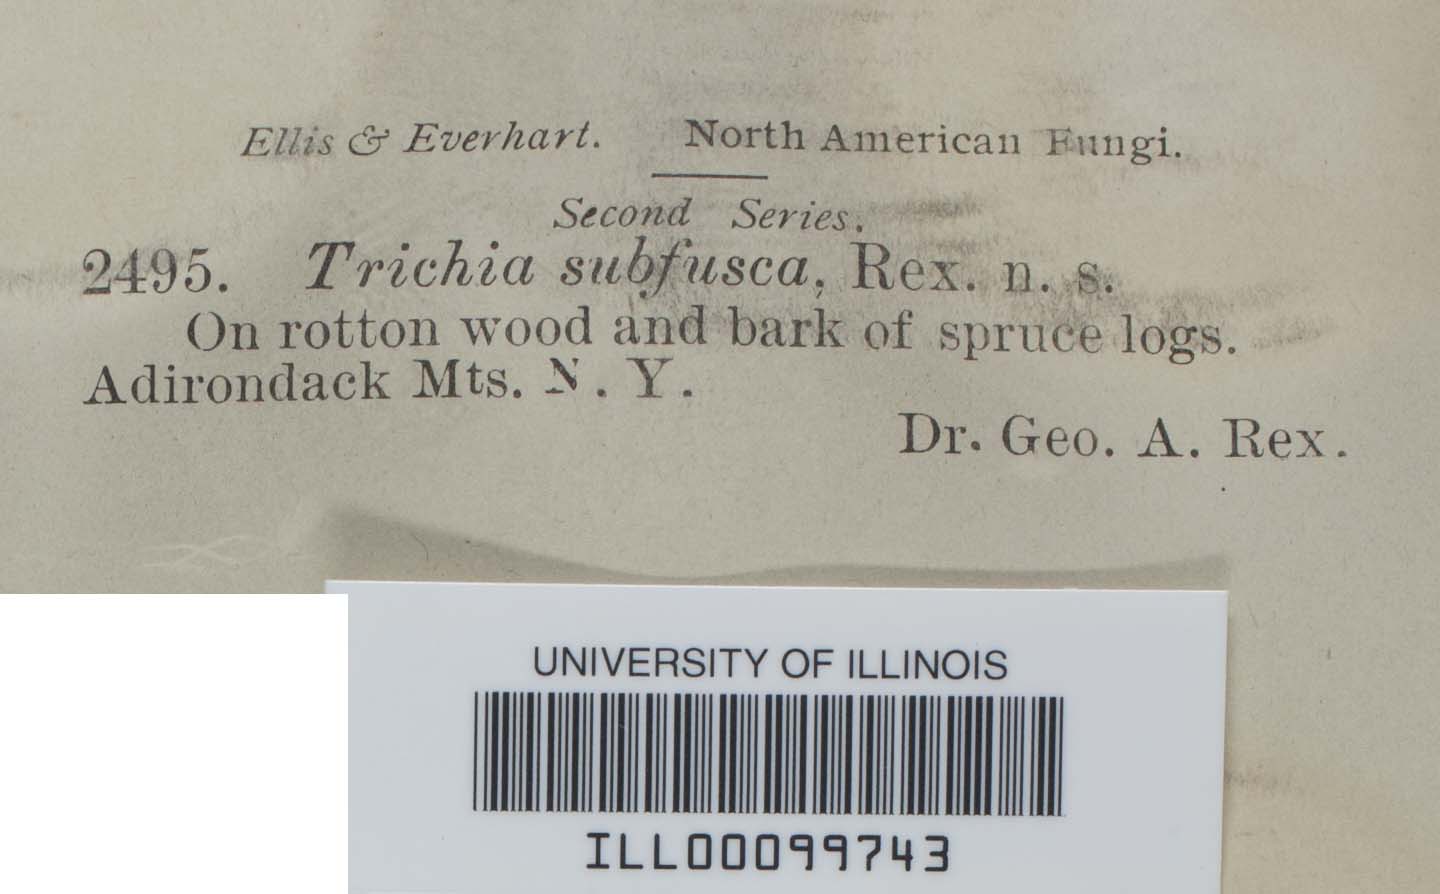 Ellis & Everhart. North American Fungi.
Second Series.
2495. Trichia subfusca, Rex. n. s.
On rotton wood and bark of spruce logs.
Adirondack Mts. N. Y.
Dr. Geo. A. Rex.
UNIVERSITY OF ILLINOIS
ILL00099743